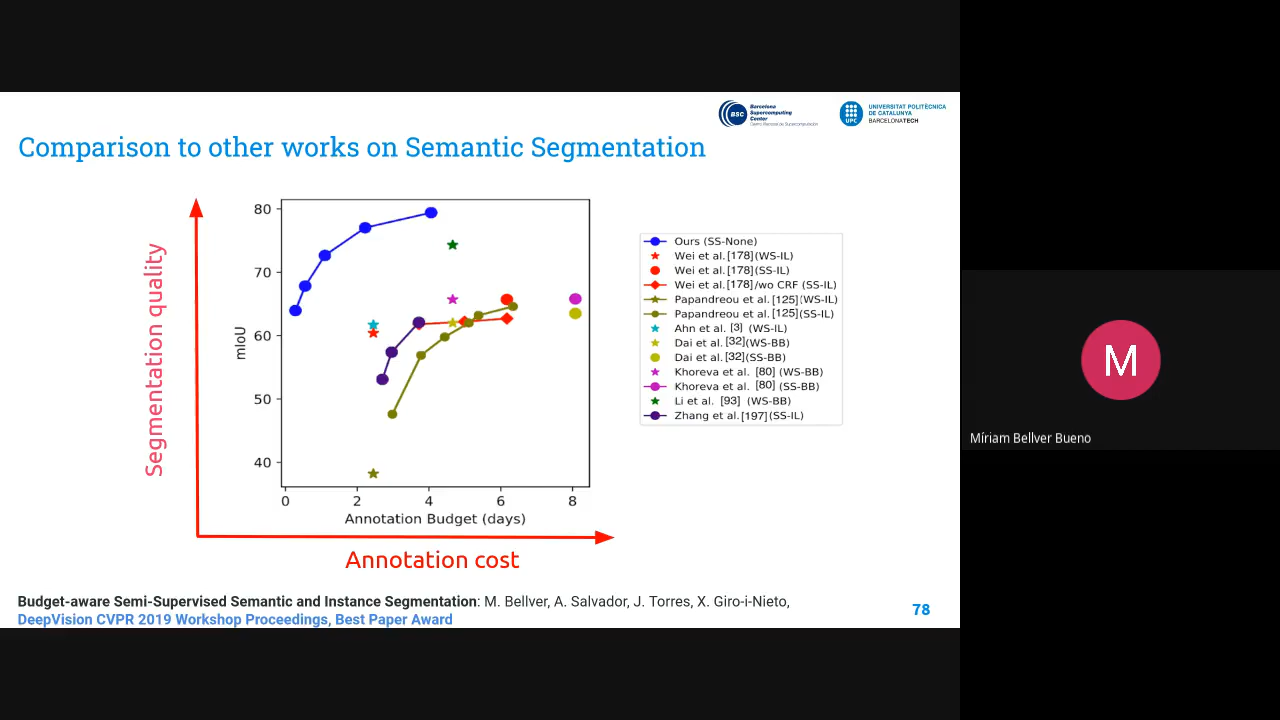 BSC
Barcelona
Supercomputing
Center
Centro Nacional de Supercomputación
UPC
UNIVERSITAT POLITÈCNICA
DE CATALUNYA
BARCELONATECH
Comparison to other works on Semantic Segmentation
Segmentation quality
mIoU
80
70
60
50
40
0 2 4 6 8
Annotation Budget (days)
Annotation cost
Ours (SS-None)
Wei et al.[178](WS-IL)
Wei et al.[178](SS-IL)
Wei et al.[178]/wo CRF (SS-IL)
Papandreou et al.[125](WS-IL)
Papandreou et al.[125](SS-IL)
Ahn et al. [3] (WS-IL)
Dai et al.[32](WS-BB)
Dai et al.[32](SS-BB)
Khoreva et al. [80] (WS-BB)
Khoreva et al. [80] (SS-BB)
Li et al. [93] (WS-BB)
Zhang et al.[197](SS-IL)
Budget-aware Semi-Supervised Semantic and Instance Segmentation: M. Bellver, A. Salvador, J. Torres, X. Giro-i-Nieto,
DeepVision CVPR 2019 Workshop Proceedings, Best Paper Award
78
M
Míriam Bellver Bueno